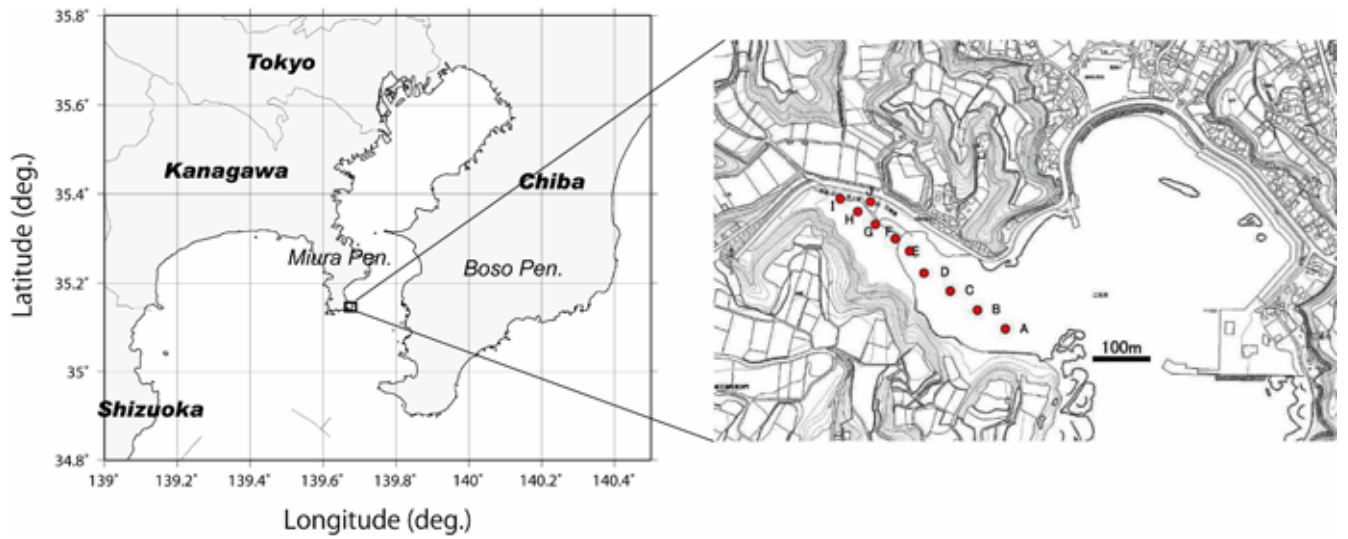 35.8°
35.6°
35.4°
35.2°
35°
34.8°
139°
139.2°
139.4°
139.6°
139.8°
140°
140.2°
140.4°
Latitude (deg.)
Longitude (deg.)
Tokyo
Kanagawa
Chiba
Miura Pen.
Boso Pen.
Shizuoka
J
I
H
G
F
E
D
C
B
A
100m